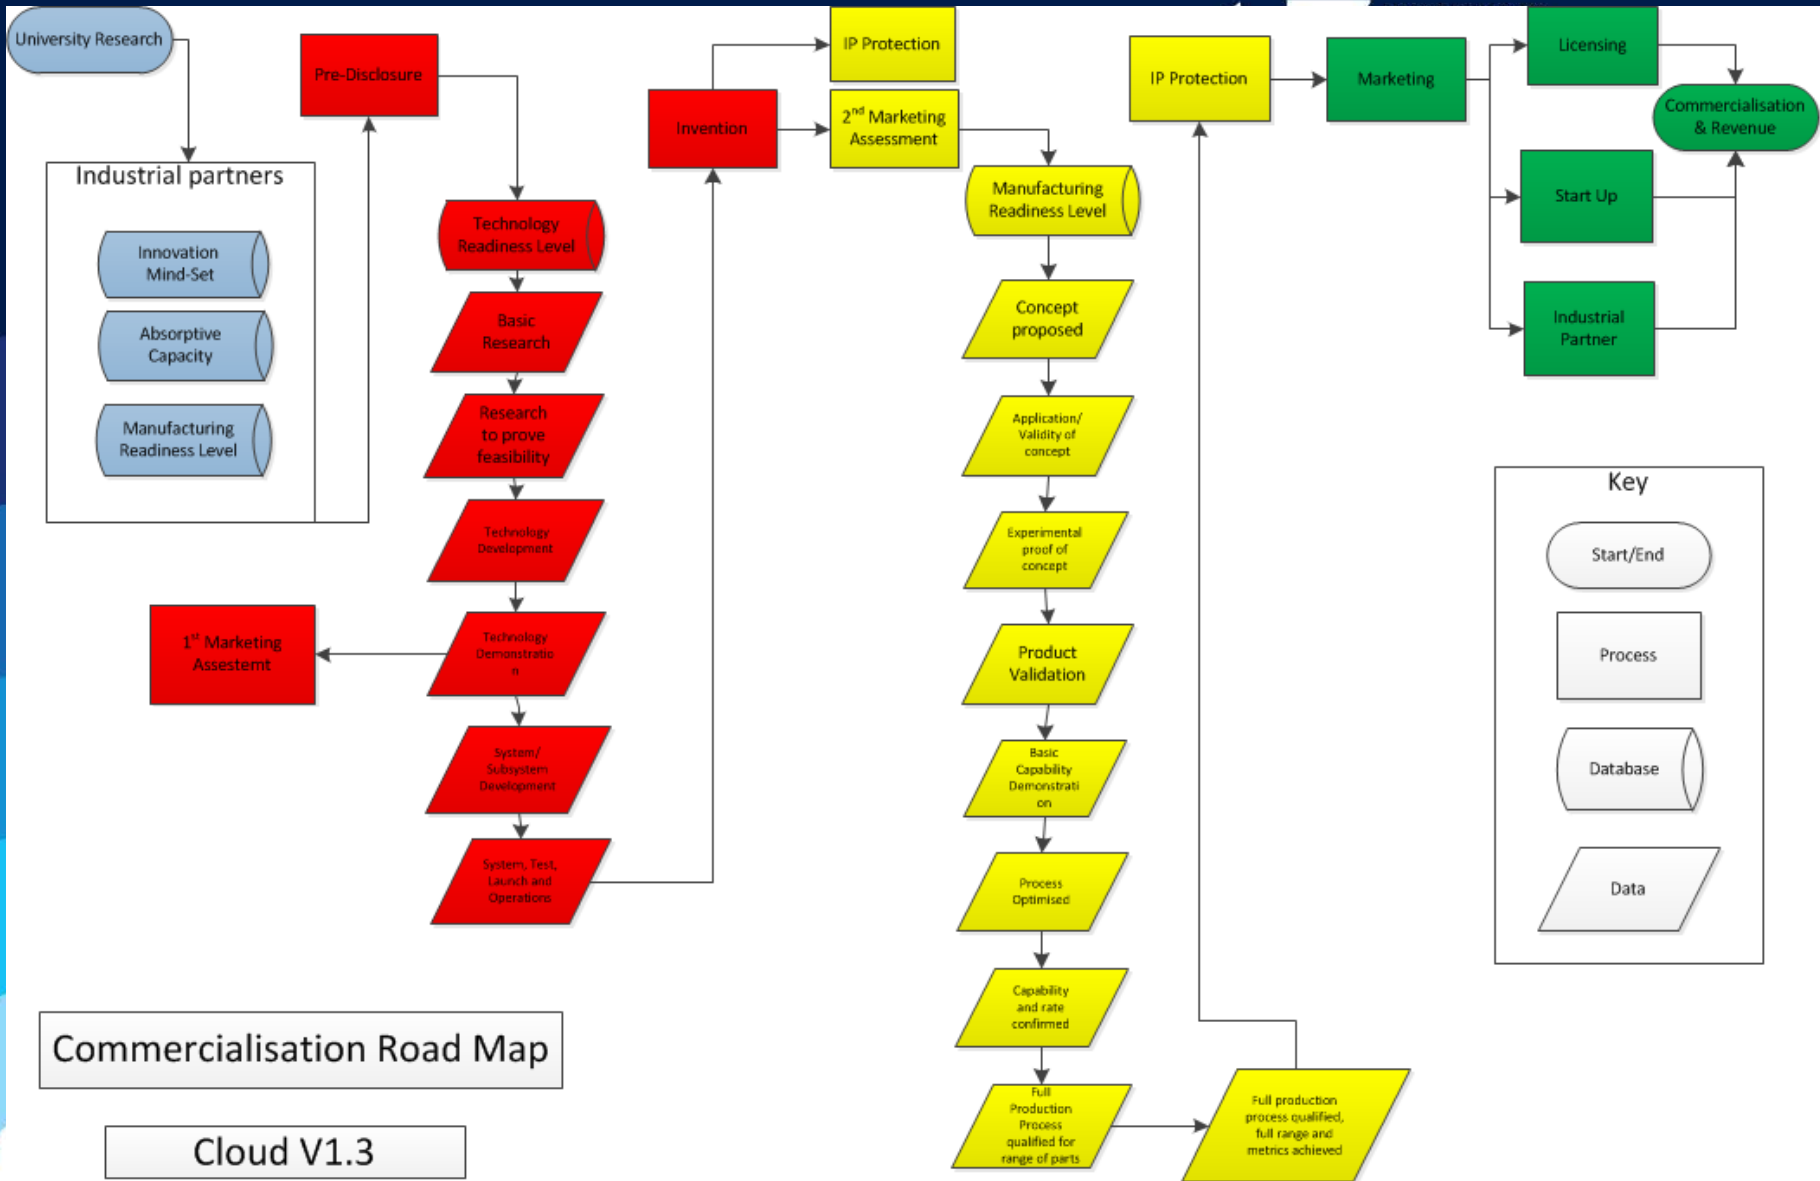 University Research
Industrial partners
Innovation
Mind-Set
Absorptive
Capacity
Manufacturing
Readiness Level
Pre-Disclosure
Technology
Readiness Level
Basic
Research
Research
to prove
feasibility
Technology
Development
Technology
Demonstratio
n
1st Marketing
Assestemt
System/
Subsystem
Development
System, Test,
Launch and
Operations
Invention
IP Protection
2nd Marketing
Assessment
Manufacturing
Readiness Level
Concept
proposed
Application/
Validity of
concept
Experimental
proof of
concept
Product
Validation
Basic
Capability
Demonstrati
on
Process
Optimised
Capability
and rate
confirmed
Full
Production
Process
qualified for
range of parts
Full production
process qualified,
full range and
metrics achieved
IP Protection
Marketing
Licensing
Start Up
Industrial
Partner
Commercialisation
& Revenue
Key
Start/End
Process
Database
Data
Commercialisation Road Map
Cloud V1.3